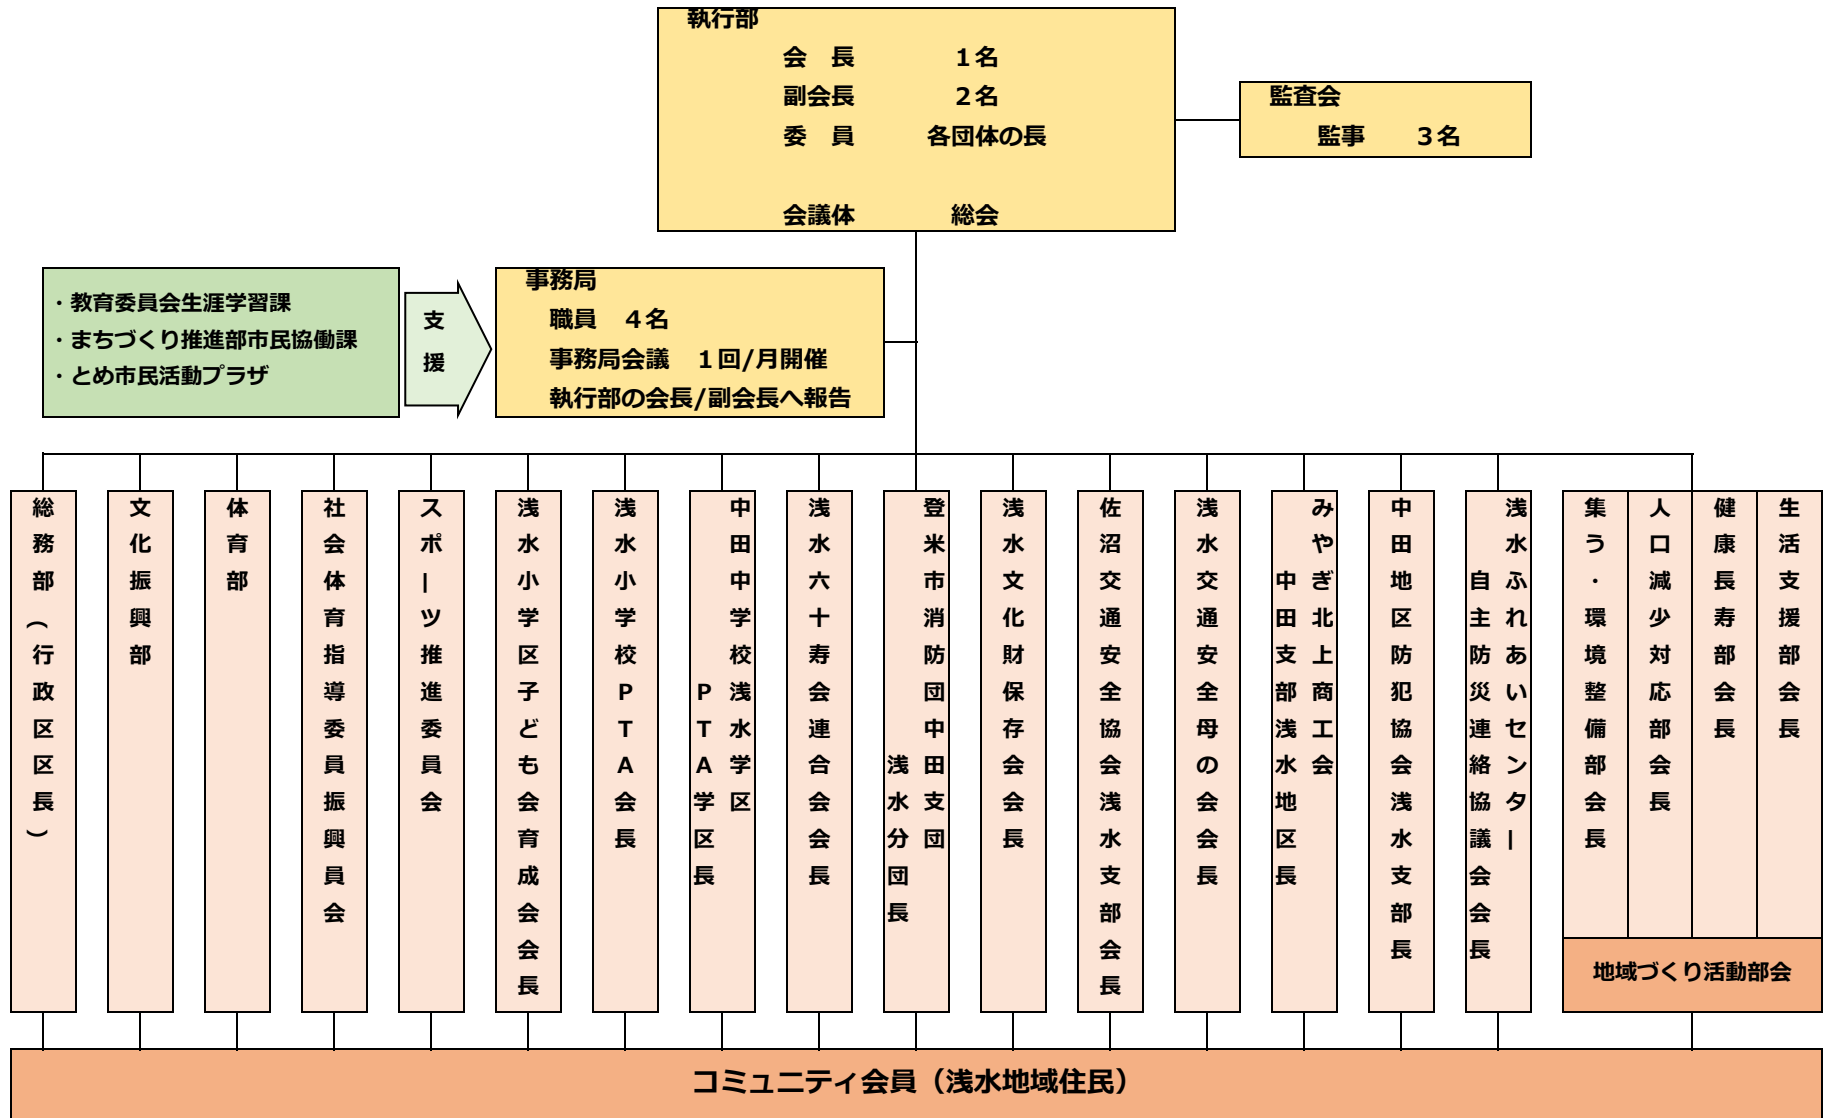 執行部
会　長　　１名
副会長　　２名
委　員　　各団体の長
会議体　　総会
監査会
監事　３名
・教育委員会生涯学習課
・まちづくり推進部市民協働課
・とめ市民活動プラザ
支援
事務局
職員　４名
事務局会議　１回/月開催
執行部の会長/副会長へ報告
総務部（行政区区長）
文化振興部
体育部
社会体育指導委員振興員会
スポーツ推進委員会
浅水小学区子ども会育成会会長
浅水小学校ＰＴＡ会長
中田中学校浅水学区
ＰＴＡ学区長
浅水六十寿会連合会会長
登米市消防団中田支団
浅水分団長
浅水文化財保存会会長
佐沼交通安全協会浅水支部会長
浅水交通安全母の会会長
みやぎ北上商工会
中田支部浅水地区長
中田地区防犯協会浅水支部長
浅水ふれあいセンター
自主防災連絡協議会会長
集う・環境整備部会長
人口減少対応部会長
健康長寿部会長
生活支援部会長
地域づくり活動部会
コミュニティ会員（浅水地域住民）